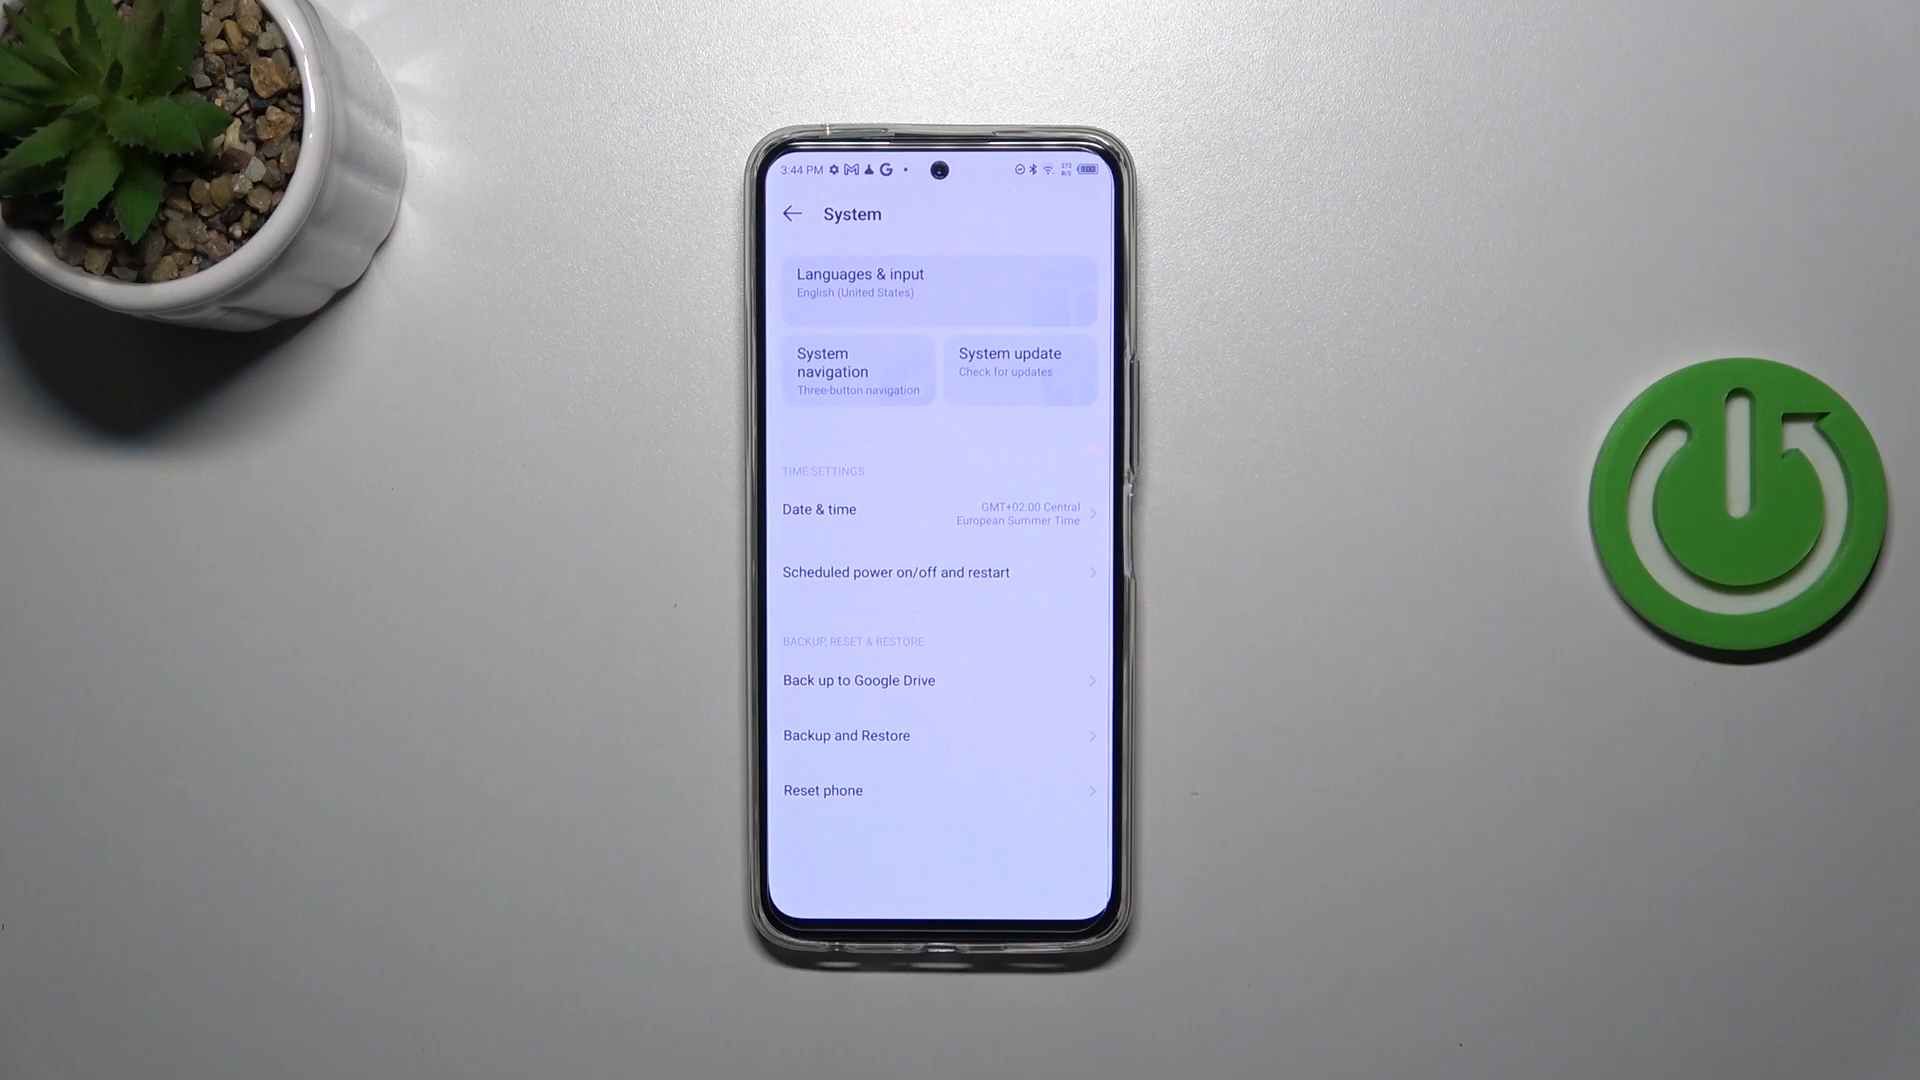 3:44 PM
372
B/S
System
Languages & input
English (United States)
System
navigation
Three-button navigation
System update
Check for updates
TIME SETTINGS
Date & time
GMT+02:00 Central
European Summer Time
Scheduled power on/off and restart
BACKUP, RESET & RESTORE
Back up to Google Drive
Backup and Restore
Reset phone